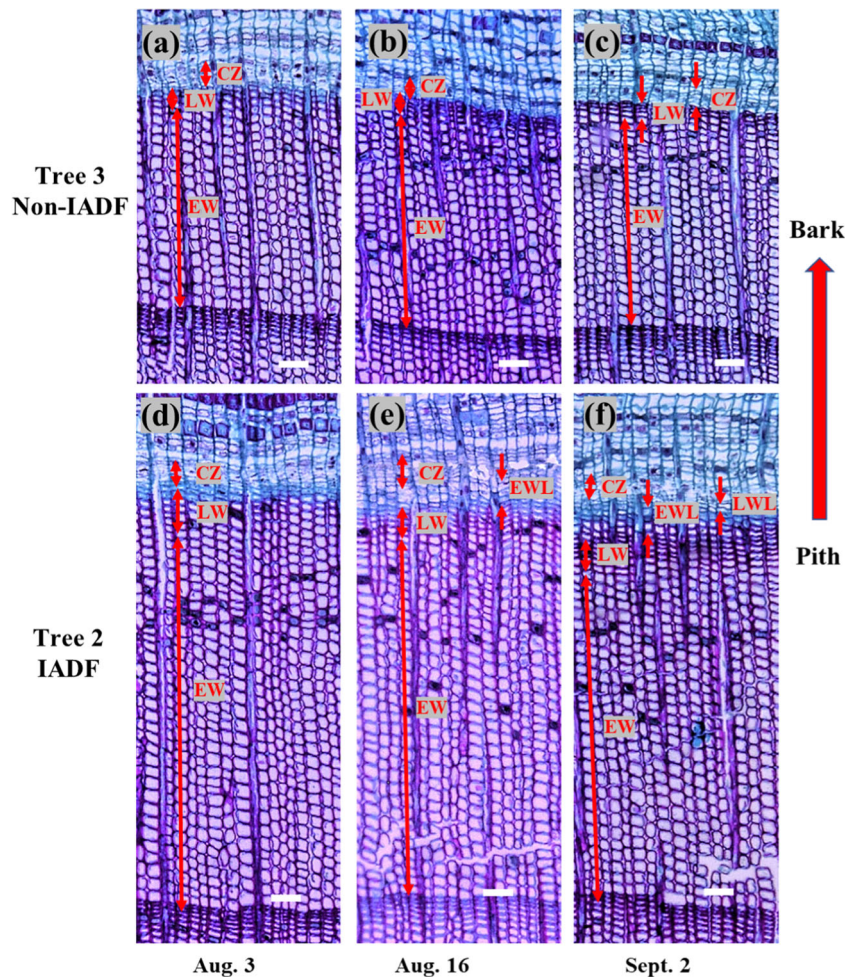 (a)
CZ
LW
EW
(b)
CZ
LW
EW
(c)
LW
CZ
EW
Tree 3
Non-IADF
Bark
Pith
(d)
CZ
LW
EW
(e)
CZ
EWL
LW
EW
(f)
CZ
EWL
LWL
LW
EW
Tree 2
IADF
Aug. 3
Aug. 16
Sept. 2